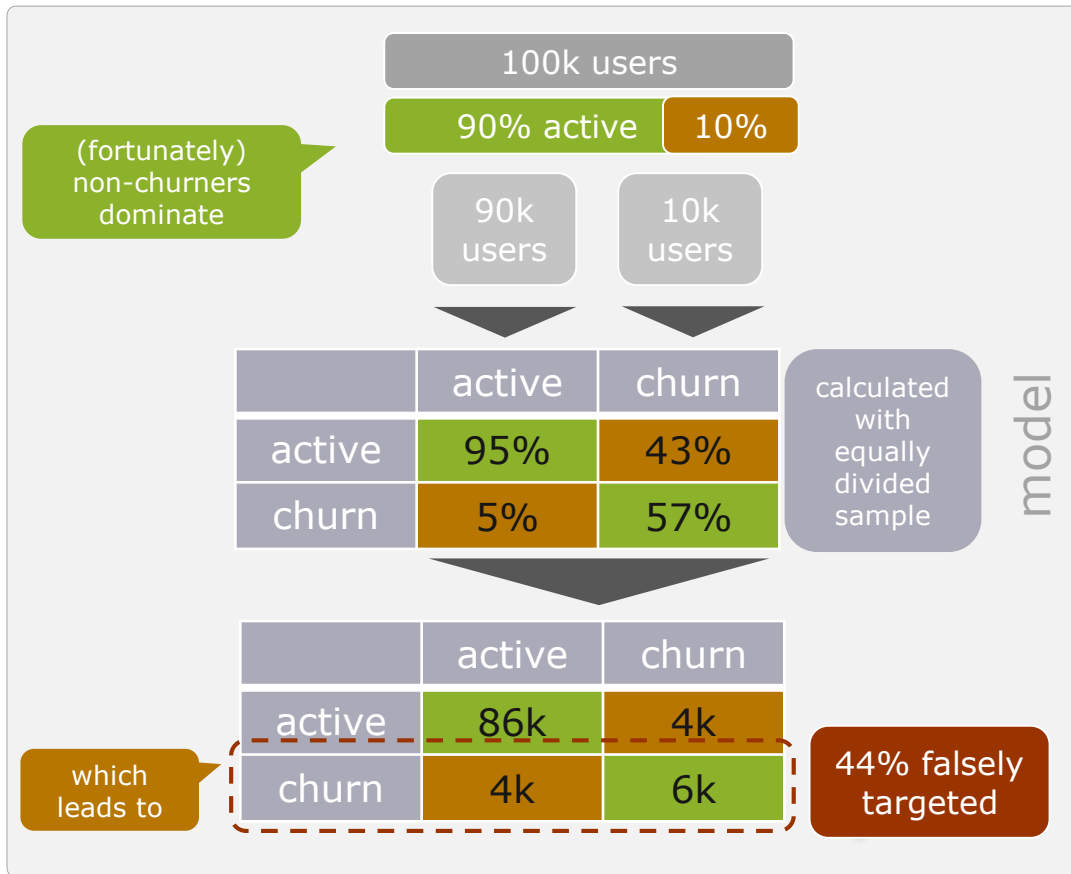 100k users
90% active 10%
(fortunately)
non-churners
dominate
90k
users
10k
users
active churn
active 95% 43%
churn 5% 57%
calculated
with
equally
divided
sample
model
active churn
active 86k 4k
churn 4k 6k
which
leads to
44% falsely
targeted